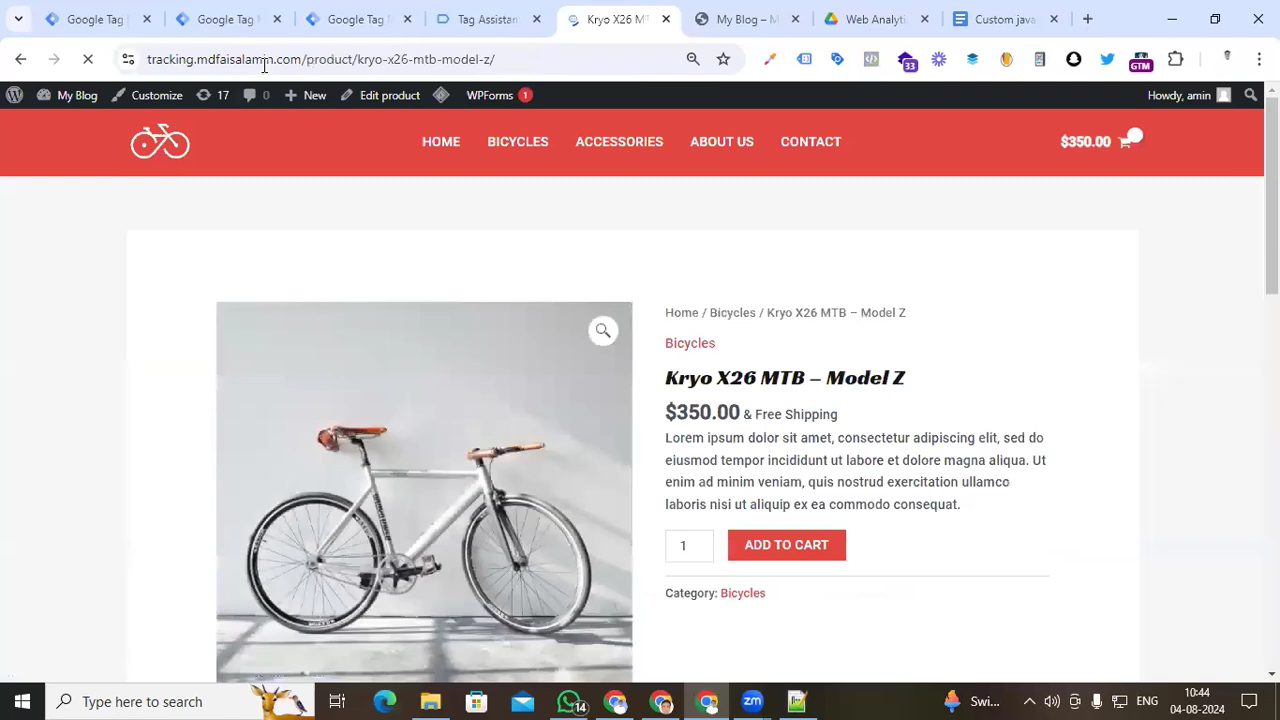 Google Tag
Google Tag
Google Tag
Tag Assistan
Kryo X26 MT
My Blog – M
Web Analyti
Custom java
tracking.mdfaisalamin.com/product/kryo-x26-mtb-model-z/
33
GTM
My Blog
Customize
17
0
New
Edit product
WPForms 1
Howdy, amin
HOME
BICYCLES
ACCESSORIES
ABOUT US
CONTACT
$350.00
Home / Bicycles / Kryo X26 MTB – Model Z
Bicycles
Kryo X26 MTB – Model Z
$350.00 & Free Shipping
Lorem ipsum dolor sit amet, consectetur adipiscing elit, sed do
eiusmod tempor incididunt ut labore et dolore magna aliqua. Ut
enim ad minim veniam, quis nostrud exercitation ullamco
laboris nisi ut aliquip ex ea commodo consequat.
1
ADD TO CART
Category: Bicycles
Type here to search
14
Swi...
ENG
10:44
04-08-2024